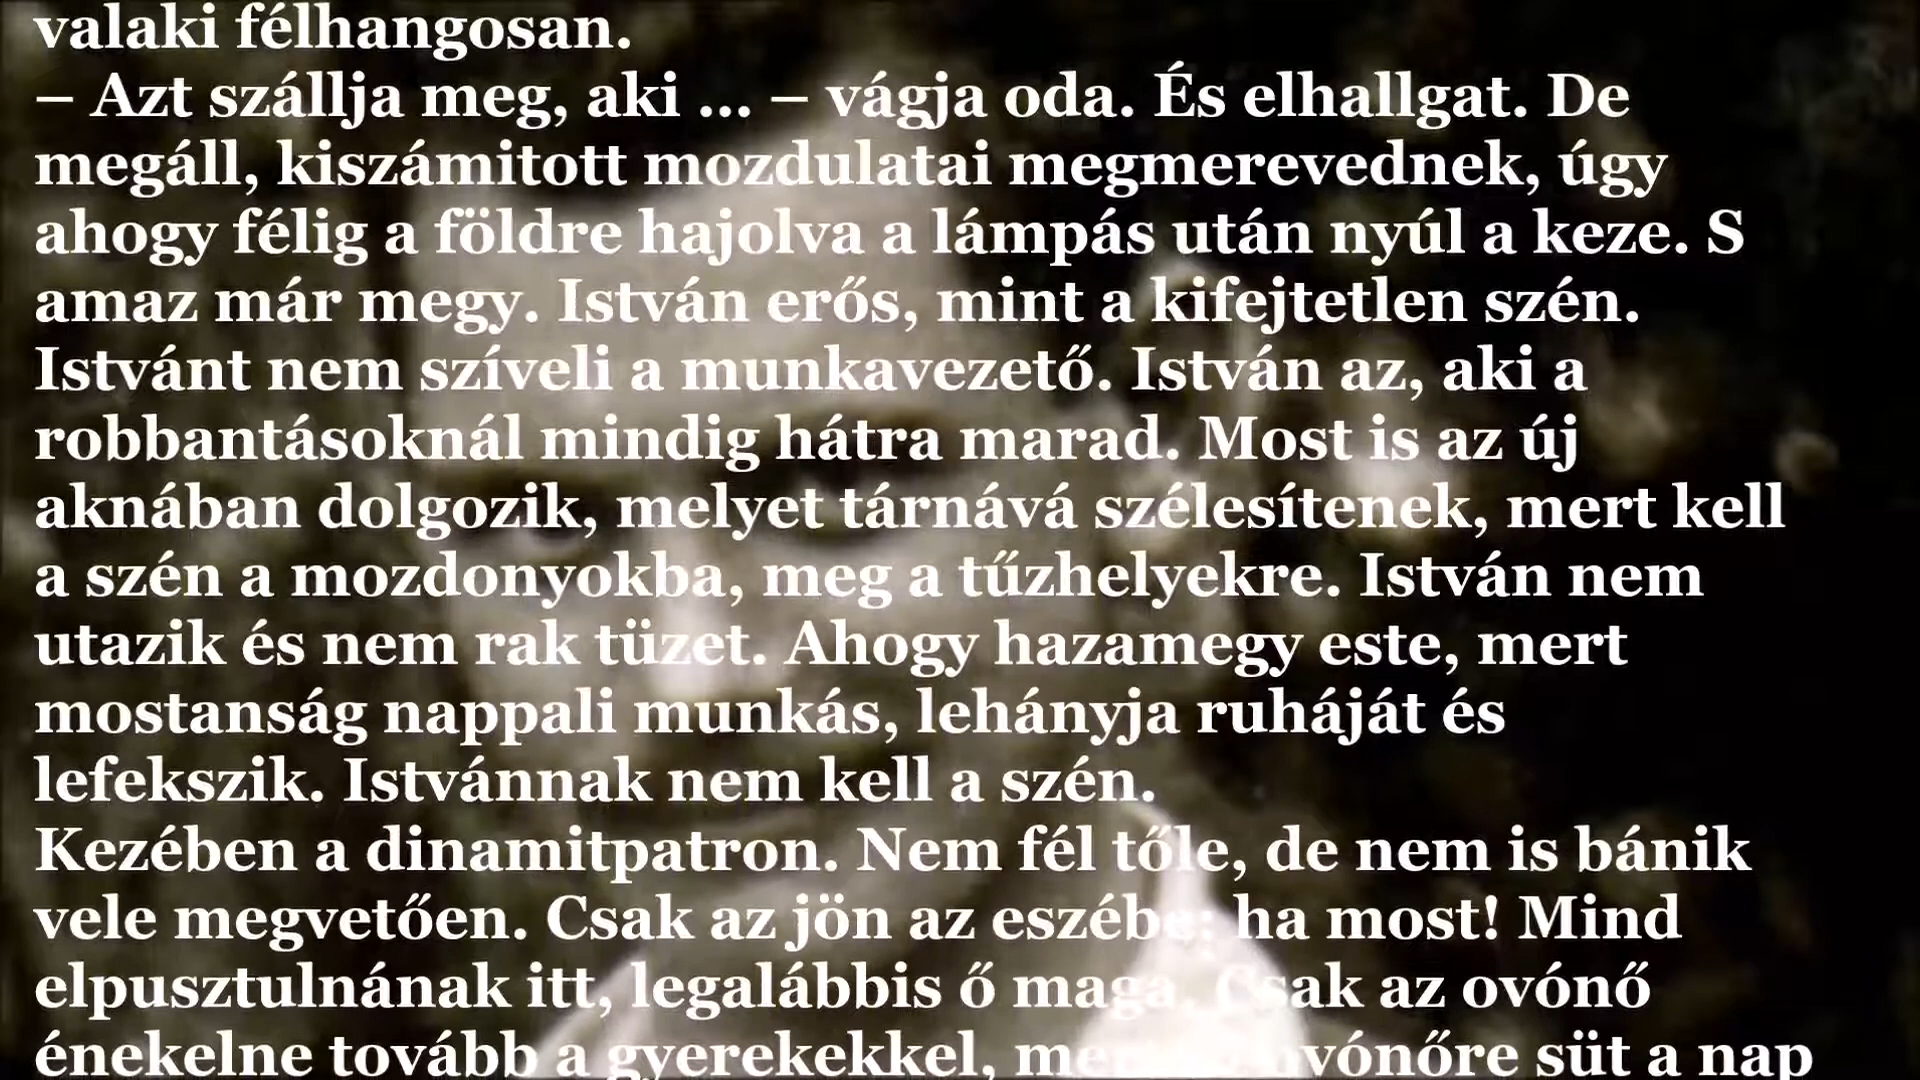 valaki félhangosan.
– Azt szállja meg, aki ... – vágja oda. És elhallgat. De
megáll, kiszámitott mozdulatai megmerevednek, úgy
ahogy félig a földre hajolva a lámpás után nyúl a keze. S
amaz már megy. István erős, mint a kifejtetlen szén.
Istvánt nem szíveli a munkavezető. István az, aki a
robbantásoknál mindig hátra marad. Most is az új
aknában dolgozik, melyet tárnává szélesítenek, mert kell
a szén a mozdonyokba, meg a tűzhelyekre. István nem
utazik és nem rak tüzet. Ahogy hazamegy este, mert
mostanság nappali munkás, lehányja ruháját és
lefekszik. Istvánnak nem kell a szén.
Kezében a dinamitpatron. Nem fél tőle, de nem is bánik
vele megvetően. Csak az jön az eszébe: ha most! Mind
elpusztulnának itt, legalábbis ő maga. Csak az ovónő
énekelne tovább a gyerekekkel, süt a nap